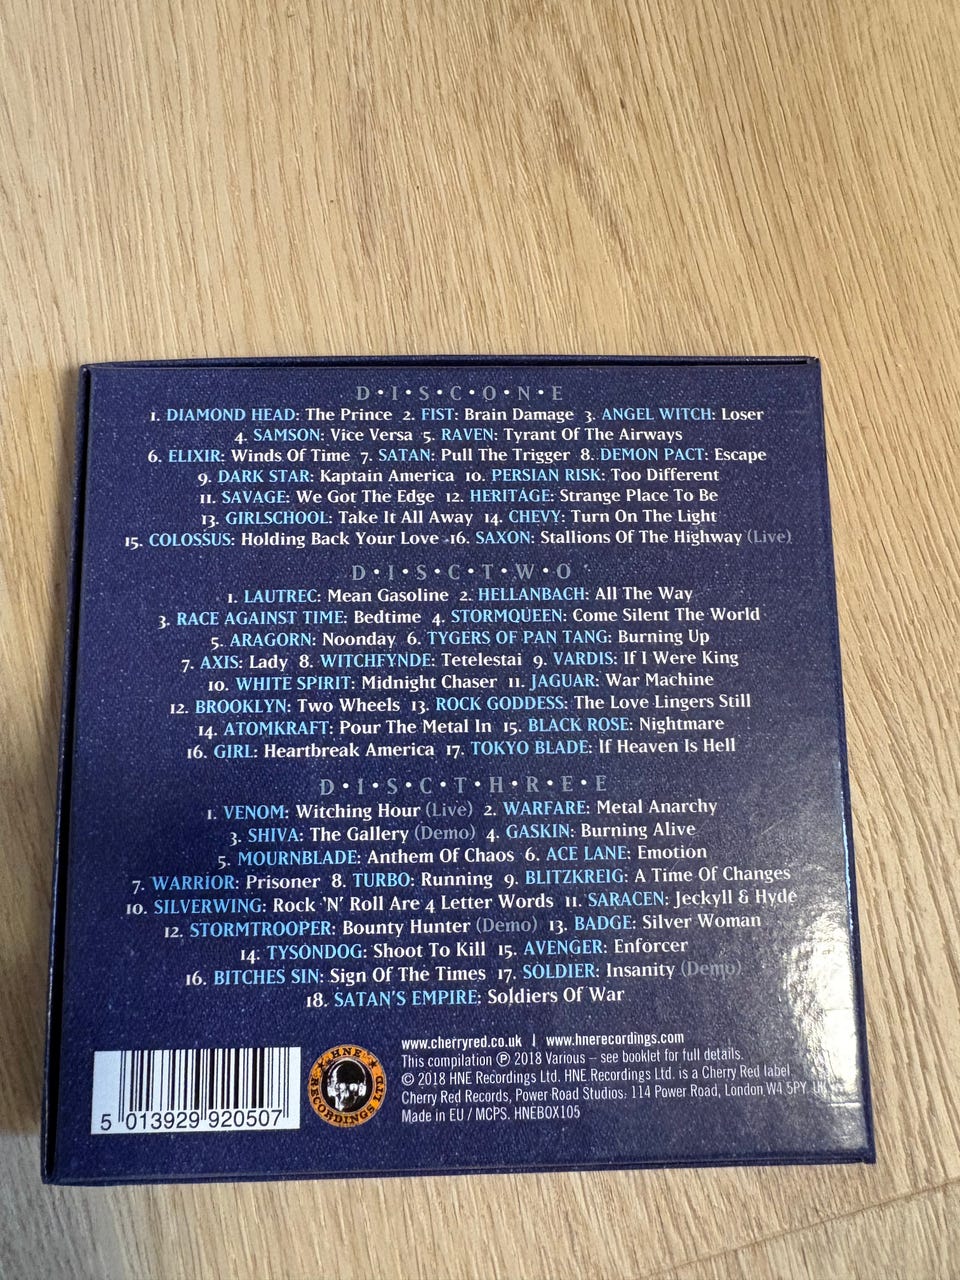 D•I•S•C•O•N•E
1. DIAMOND HEAD: The Prince 2. FIST: Brain Damage 3. ANGEL WITCH: Loser
4. SAMSON: Vice Versa 5. RAVEN: Tyrant Of The Airways
6. ELIXIR: Winds Of Time 7. SATAN: Pull The Trigger 8. DEMON PACT: Escape
9. DARK STAR: Kaptain America 10. PERSIAN RISK: Too Different
11. SAVAGE: We Got The Edge 12. HERITAGE: Strange Place To Be
13. GIRLSCHOOL: Take It All Away 14. CHEVY: Turn On The Light
15. COLOSSUS: Holding Back Your Love 16. SAXON: Stallions Of The Highway (Live)
D•I•S•C•T•W•O
1. LAUTREC: Mean Gasoline 2. HELLANBACH: All The Way
3. RACE AGAINST TIME: Bedtime 4. STORMQUEEN: Come Silent The World
5. ARAGORN: Noonday 6. TYGERS OF PAN TANG: Burning Up
7. AXIS: Lady 8. WITCHFYNDE: Tetelestai 9. VARDIS: If I Were King
10. WHITE SPIRIT: Midnight Chaser 11. JAGUAR: War Machine
12. BROOKLYN: Two Wheels 13. ROCK GODDESS: The Love Lingers Still
14. ATOMKRAFT: Pour The Metal In 15. BLACK ROSE: Nightmare
16. GIRL: Heartbreak America 17. TOKYO BLADE: If Heaven Is Hell
D•I•S•C•T•H•R•E•E
1. VENOM: Witching Hour (Live) 2. WARFARE: Metal Anarchy
3. SHIVA: The Gallery (Demo) 4. GASKIN: Burning Alive
5. MOURNBLADE: Anthem Of Chaos 6. ACE LANE: Emotion
7. WARRIOR: Prisoner 8. TURBO: Running 9. BLITZKREIG: A Time Of Changes
10. SILVERWING: Rock 'N' Roll Are 4 Letter Words 11. SARACEN: Jeckyll & Hyde
12. STORMTROOPER: Bounty Hunter (Demo) 13. BADGE: Silver Woman
14. TYSONDOG: Shoot To Kill 15. AVENGER: Enforcer
16. BITCHES SIN: Sign Of The Times 17. SOLDIER: Insanity (Demo)
18. SATAN'S EMPIRE: Soldiers Of War
www.cherryred.co.uk | www.hnerecordings.com
This compilation ℗ 2018 Various – see booklet for full details.
© 2018 HNE Recordings Ltd. HNE Recordings Ltd. is a Cherry Red label
Cherry Red Records, Power Road Studios, 114 Power Road, London W4 5PY. UK
Made in EU / MCPS. HNEBOX105
5 013929 920507
HNE RECORDINGS LTD